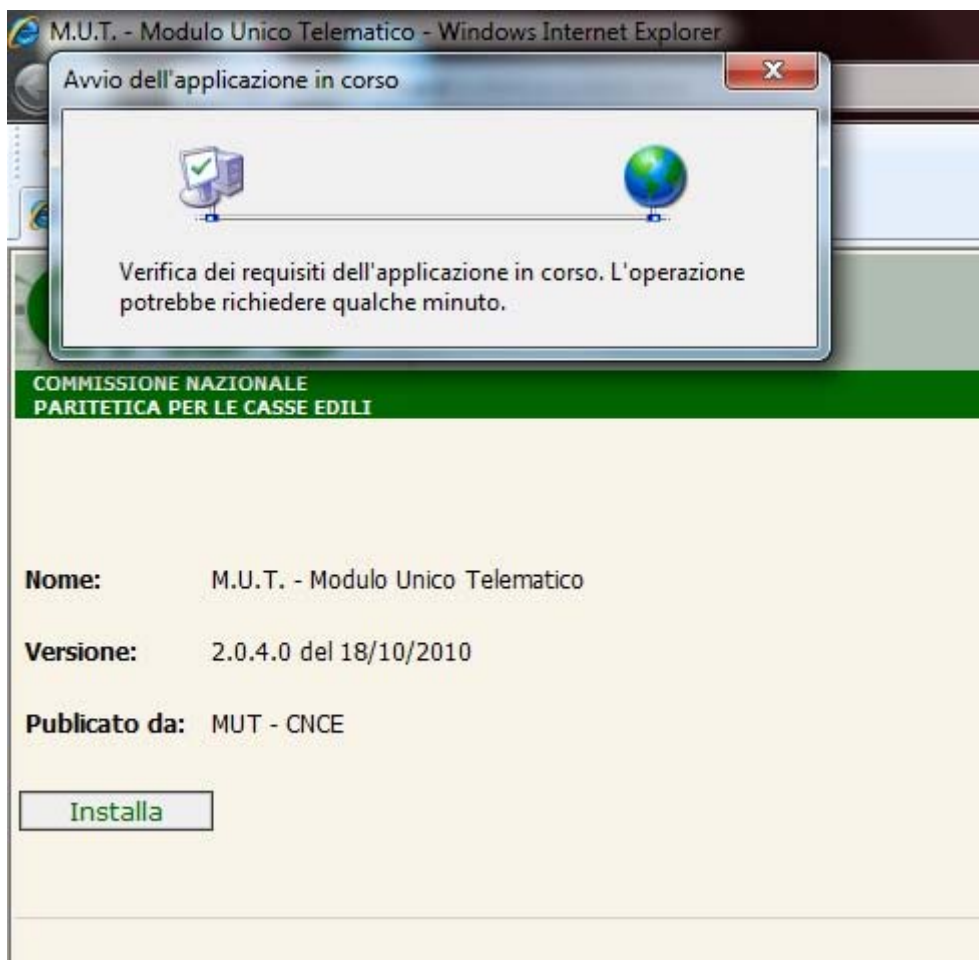 M.U.T. - Modulo Unico Telematico - Windows Internet Explorer
Avvio dell'applicazione in corso
Verifica dei requisiti dell'applicazione in corso. L'operazione
potrebbe richiedere qualche minuto.
COMMISSIONE NAZIONALE
PARITETICA PER LE CASSE EDILI
Nome: M.U.T. - Modulo Unico Telematico
Versione: 2.0.4.0 del 18/10/2010
Publicato da: MUT - CNCE
Installa